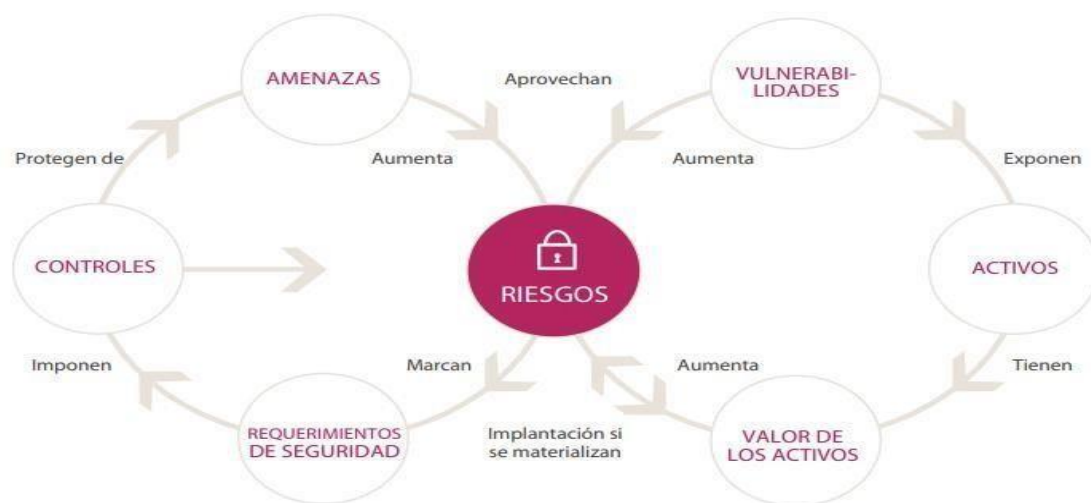 AMENAZAS
Aprovechan
VULNERABI-
LIDADES
Protegen de
Aumenta
Aumenta
Exponen
CONTROLES
RIESGOS
ACTIVOS
Imponen
Marcan
Aumenta
Tienen
REQUERIMIENTOS
DE SEGURIDAD
Implantación si
se materializan
VALOR DE
LOS ACTIVOS